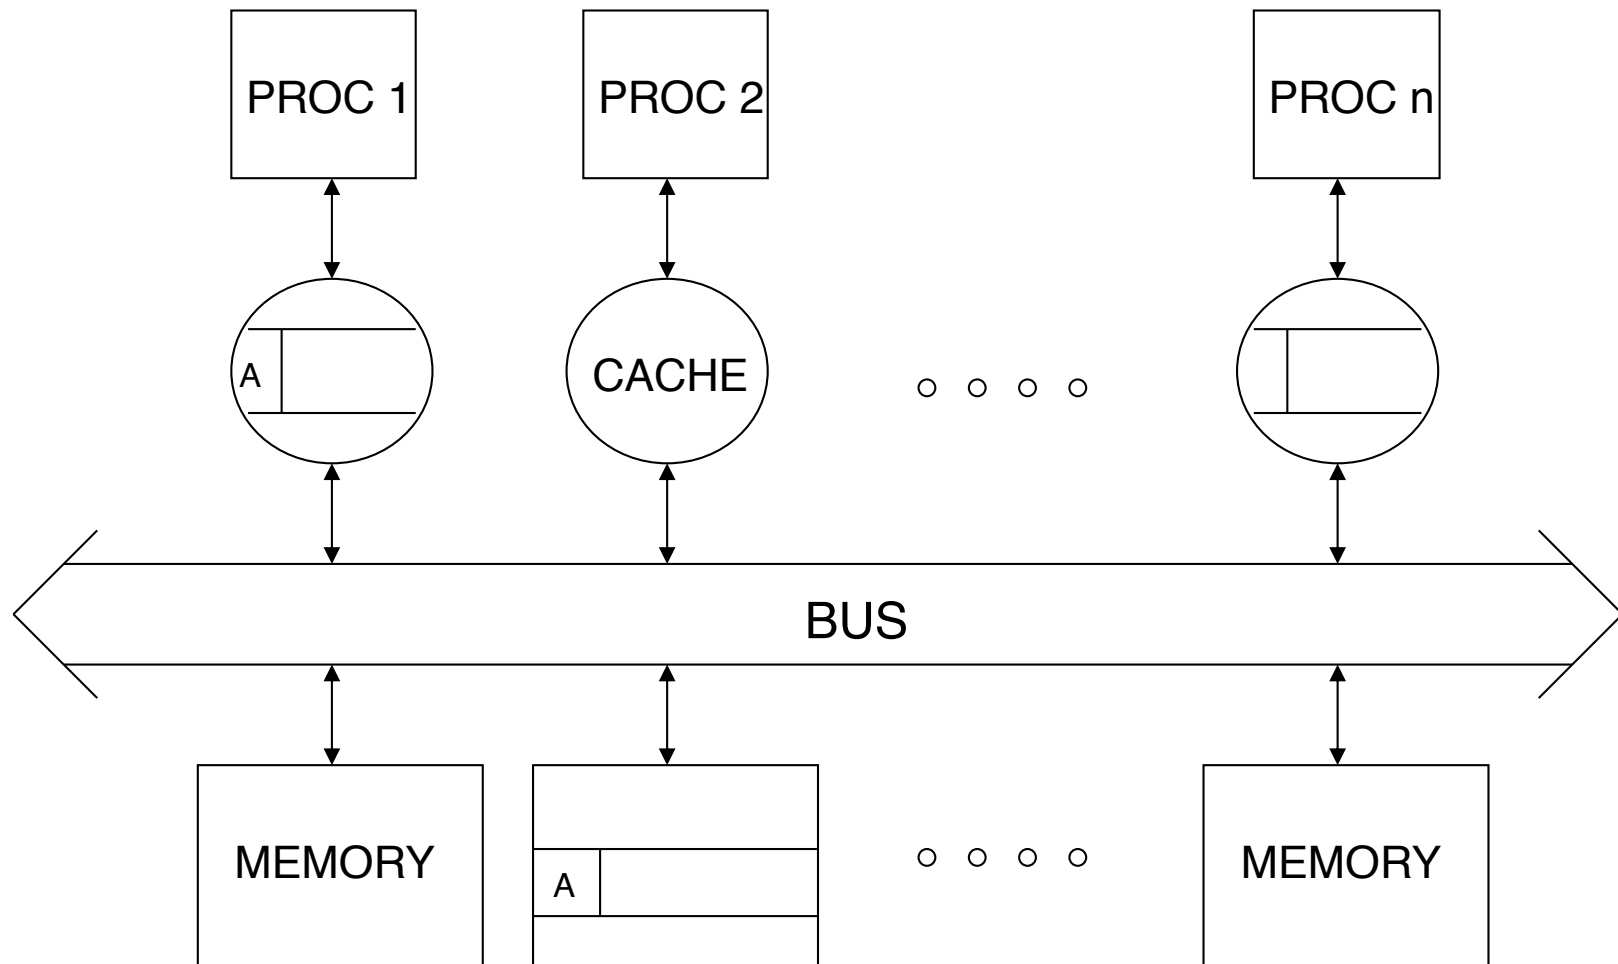 PROC 1
PROC 2
PROC n
A
CACHE
BUS
MEMORY
A
MEMORY